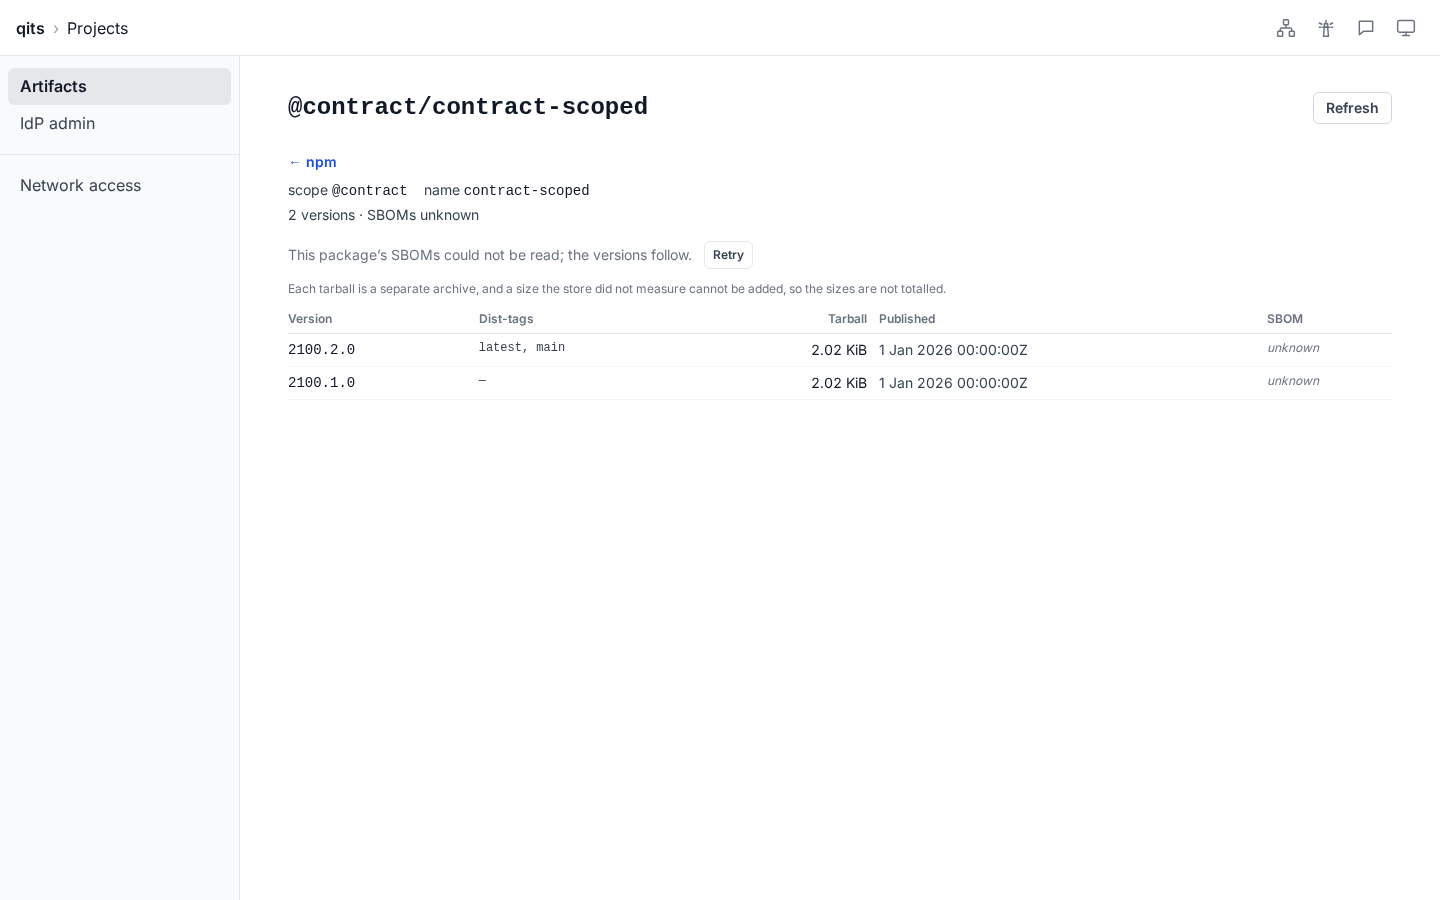 qits › Projects
Artifacts
IdP admin
Network access
@contract/contract-scoped
Refresh
← npm
scope @contract name contract-scoped
2 versions · SBOMs unknown
This package’s SBOMs could not be read; the versions follow. Retry
Each tarball is a separate archive, and a size the store did not measure cannot be added, so the sizes are not totalled.
Version Dist-tags Tarball Published SBOM
2100.2.0 latest, main 2.02 KiB 1 Jan 2026 00:00:00Z unknown
2100.1.0 — 2.02 KiB 1 Jan 2026 00:00:00Z unknown